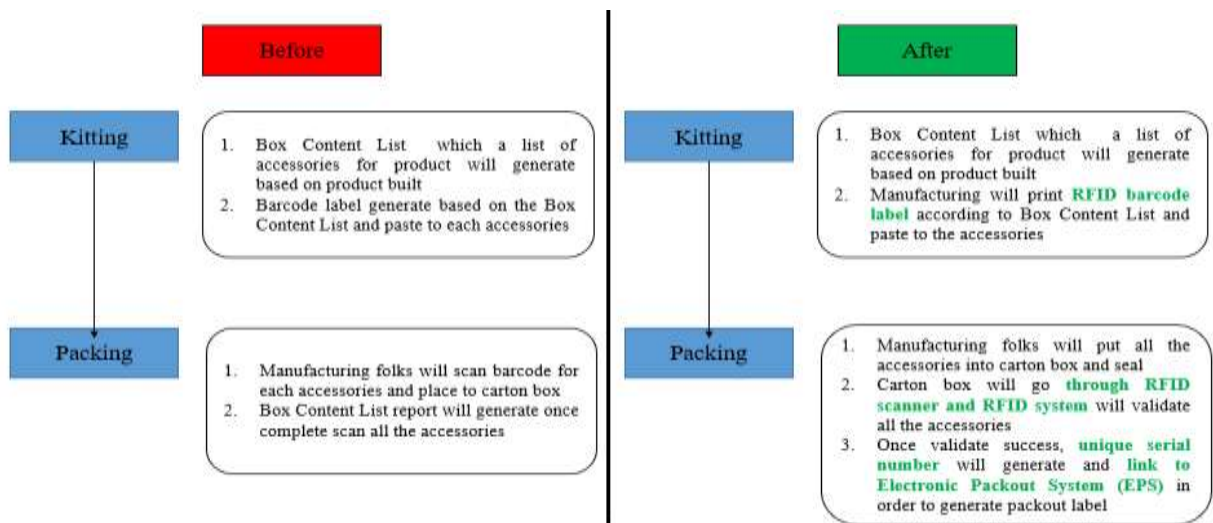 Before
Kitting
1. Box Content List which a list of
accessories for product will generate
based on product built
2. Barcode label generate based on the Box
Content List and paste to each accessories
Packing
1. Manufacturing folks will scan barcode for
each accessories and place to carton box
2. Box Content List report will generate once
complete scan all the accessories
After
Kitting
1. Box Content List which a list of
accessories for product will generate
based on product built
2. Manufacturing will print RFID barcode
label according to Box Content List and
paste to the accessories
Packing
1. Manufacturing folks will put all the
accessories into carton box and seal
2. Carton box will go through RFID
scanner and RFID system will validate
all the accessories
3. Once validate success, unique serial
number will generate and link to
Electronic Packout System (EPS) in
order to generate packout label